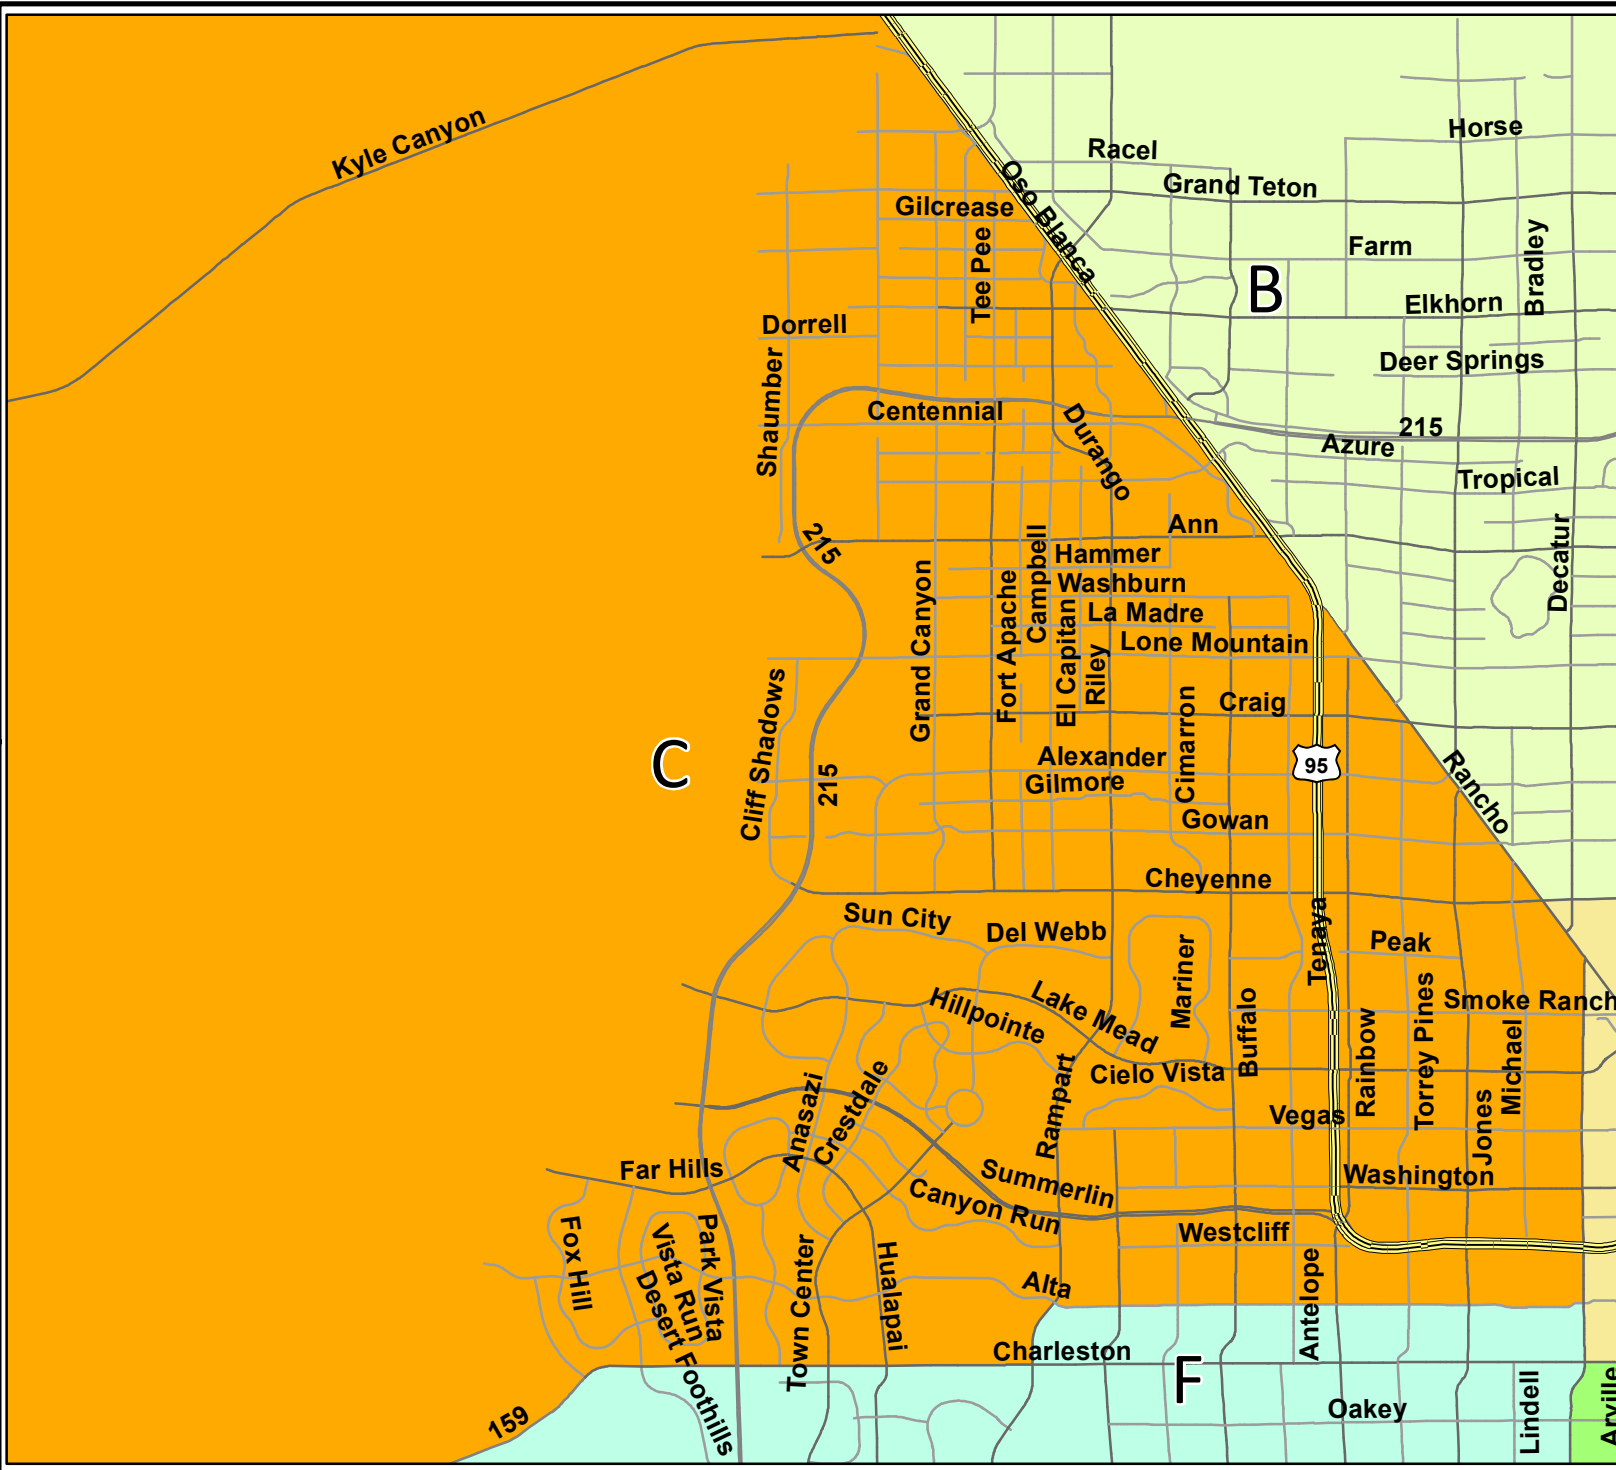 Kyle Canyon
Horse
Racel
Grand Teton
Oso Blanca
Gilcrease
Tee Pee
Farm
Bradley
B
Elkhorn
Dorrell
Deer Springs
Shaumber
Centennial
Durango
215
Azure
Tropical
Ann
215
Decatur
Hammer
Campbell
Washburn
Grand Canyon
Fort Apache
El Capitan
La Madre
Riley
Lone Mountain
Cliff Shadows
Craig
Cimarron
C
Alexander
95
Rancho
215
Gilmore
Gowan
Cheyenne
Sun City
Del Webb
Tenaya
Peak
Mariner
Hillpointe
Lake Mead
Buffalo
Smoke Ranch
Rainbow
Torrey Pines
Michael
Cielo Vista
Rampart
Anasazi
Crestdale
Vegas
Jones
Far Hills
Summerlin
Washington
Canyon Run
Westcliff
Fox Hill
Vista Run
Park Vista
Desert Foothills
Town Center
Hualapai
Alta
Antelope
Charleston
F
159
Oakey
Lindell
Arville